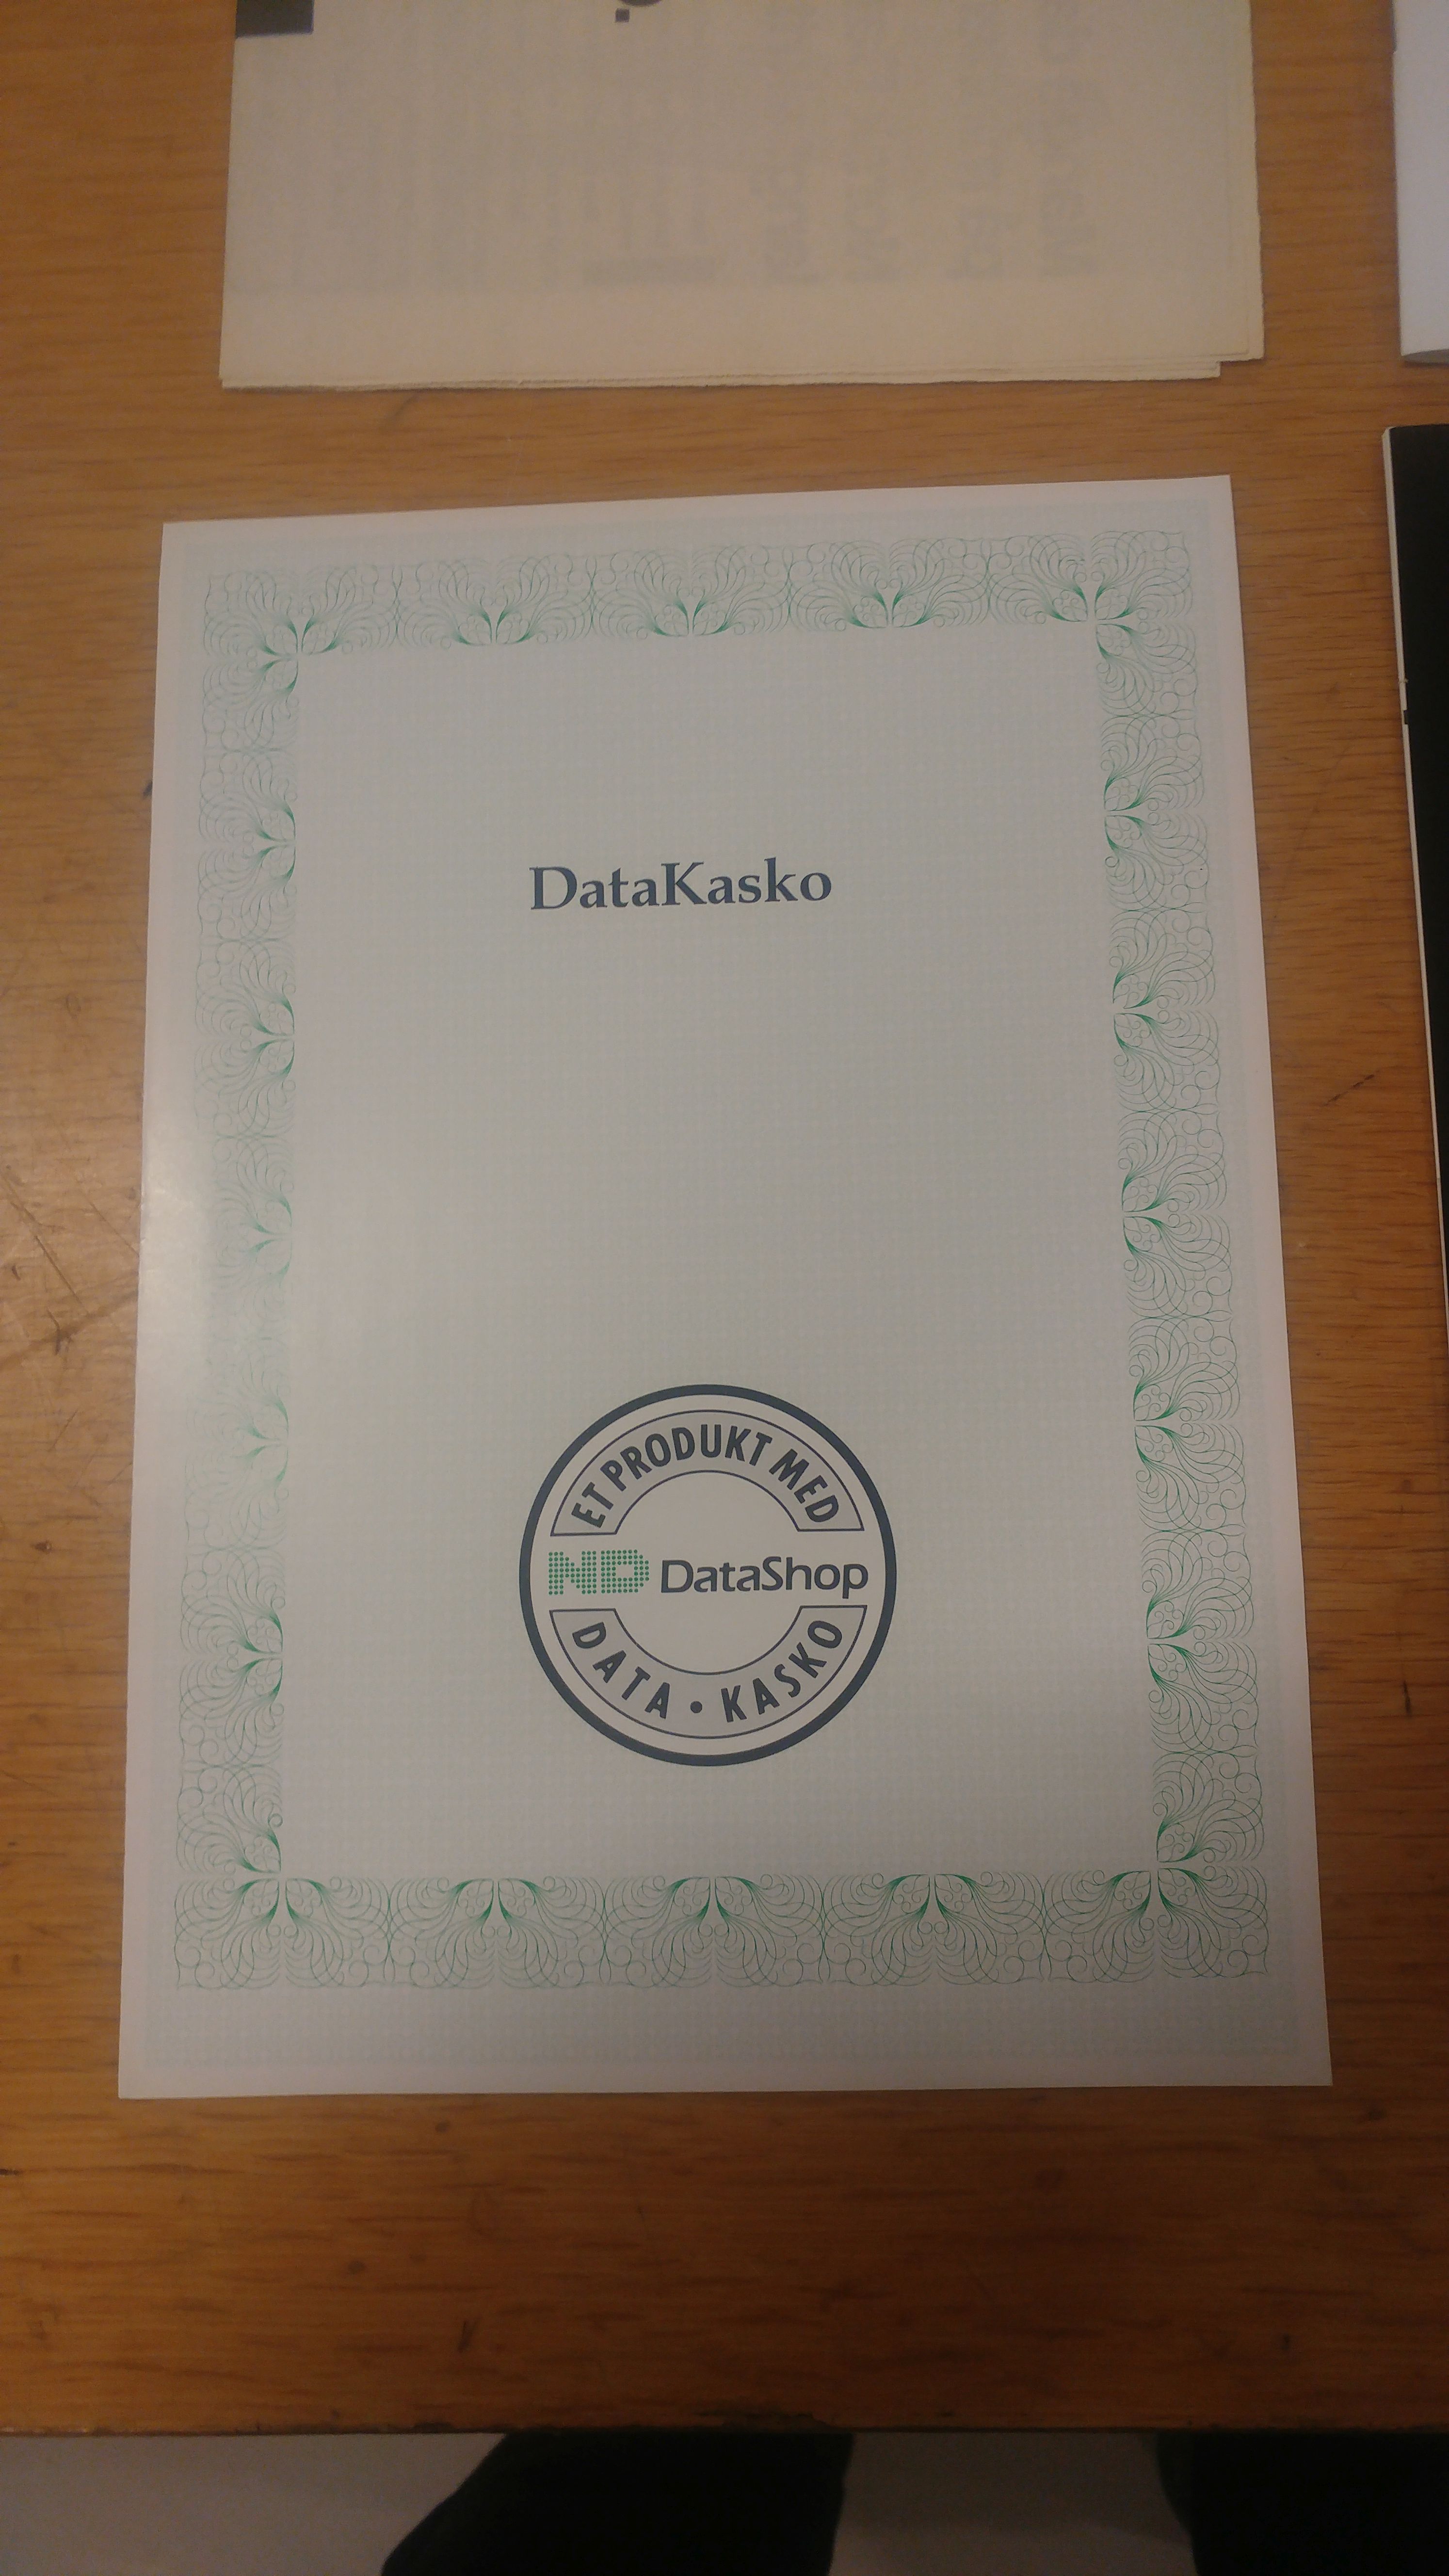 DataKasko
ET PRODUKT MED
ND DataShop
DATA • KASKO